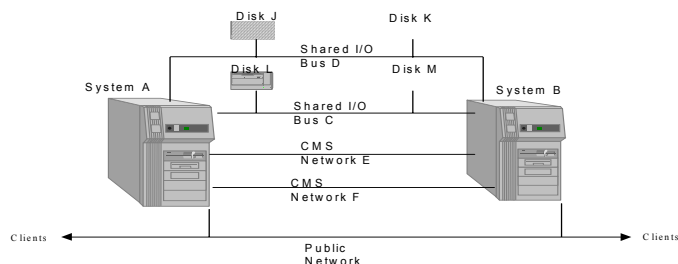 Disk J
Disk K
Shared I/O
Bus D
Disk L
Disk M
System A
System B
Shared I/O
Bus C
CMS
Network E
CMS
Network F
Clients
Clients
Public
Network